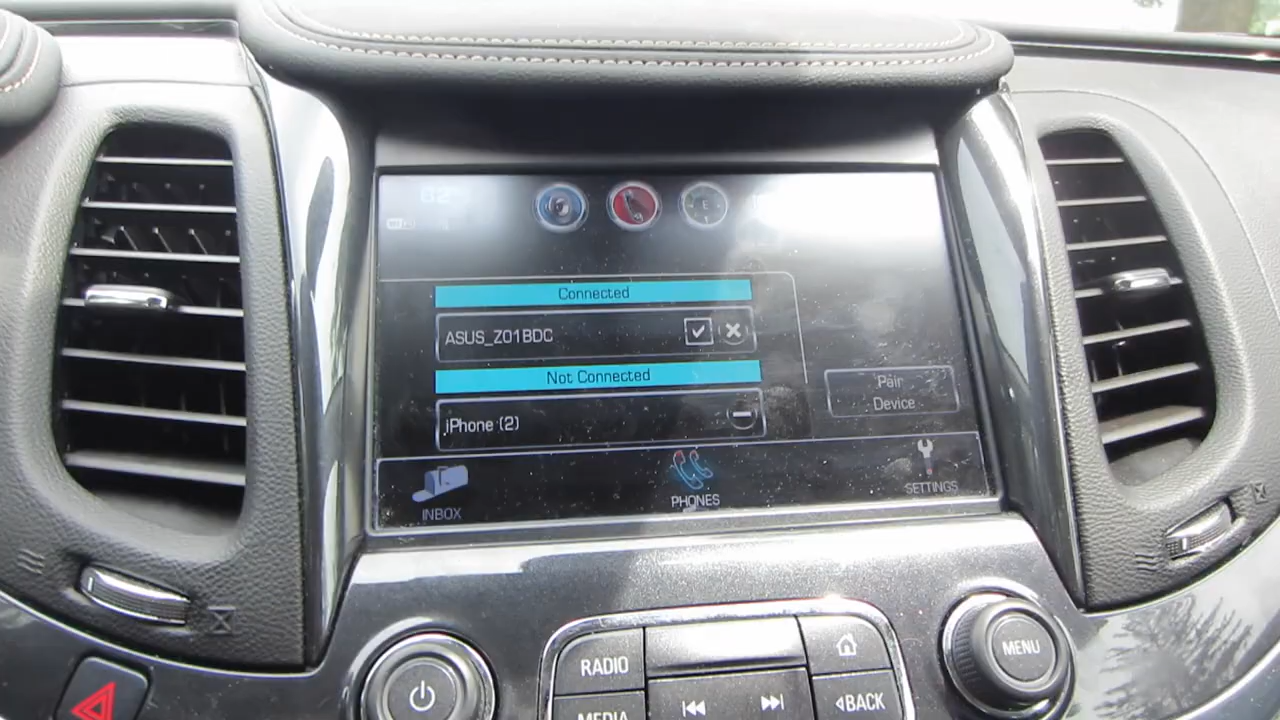 E
Connected
ASUS_Z01BDC
Not Connected
iPhone (2)
Pair
Device
INBOX
PHONES
SETTINGS
RADIO
MENU
MEDIA
BACK